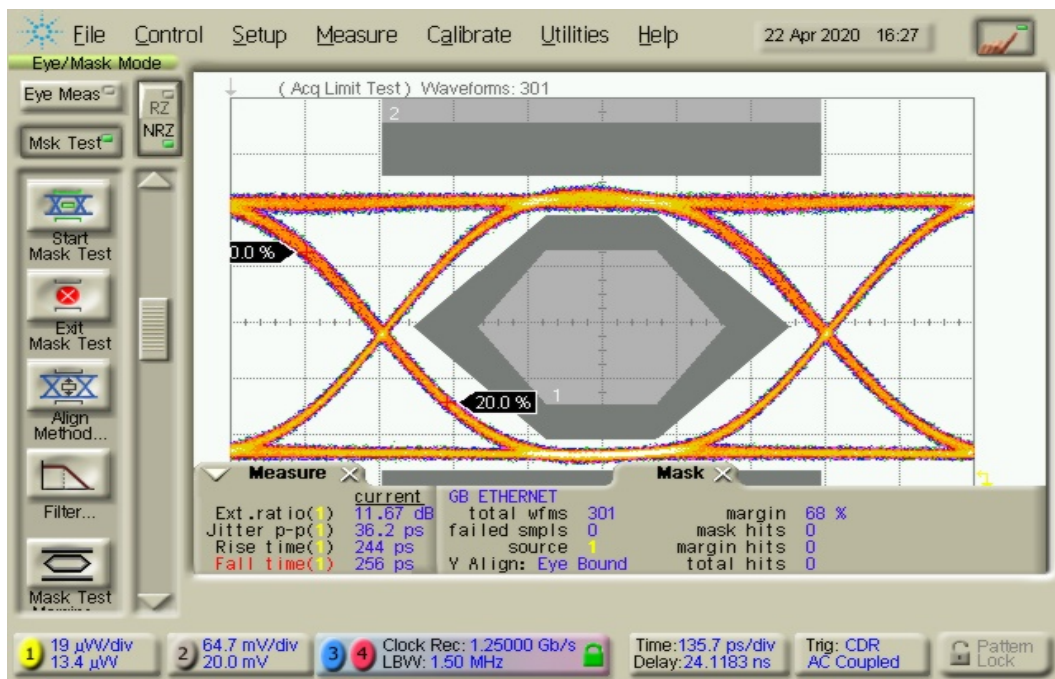 File Control Setup Measure Calibrate Utilities Help 22 Apr 2020 16:27
Eye/Mask Mode
Eye Meas
RZ
NRZ
Msk Test
Start
Mask Test
Exit
Mask Test
Align
Method...
Filter...
Mask Test
( Acq Limit Test ) Waveforms: 301
2
0.0 %
20.0 %
1
Measure
current
Ext.ratio(1) 11.67 dB
Jitter p-p(1) 36.2 ps
Rise time(1) 244 ps
Fall time(1) 256 ps
Mask
GB ETHERNET
total wfms 301 margin 68 %
failed smpls 0 mask hits 0
source 1 margin hits 0
Y Align: Eye Bound total hits 0
1 19 µW/div
13.4 µW
2 64.7 mV/div
20.0 mV
3 4 Clock Rec: 1.25000 Gb/s
LBW: 1.50 MHz
Time:135.7 ps/div
Delay:24.1183 ns
Trig: CDR
AC Coupled
Pattern
Lock